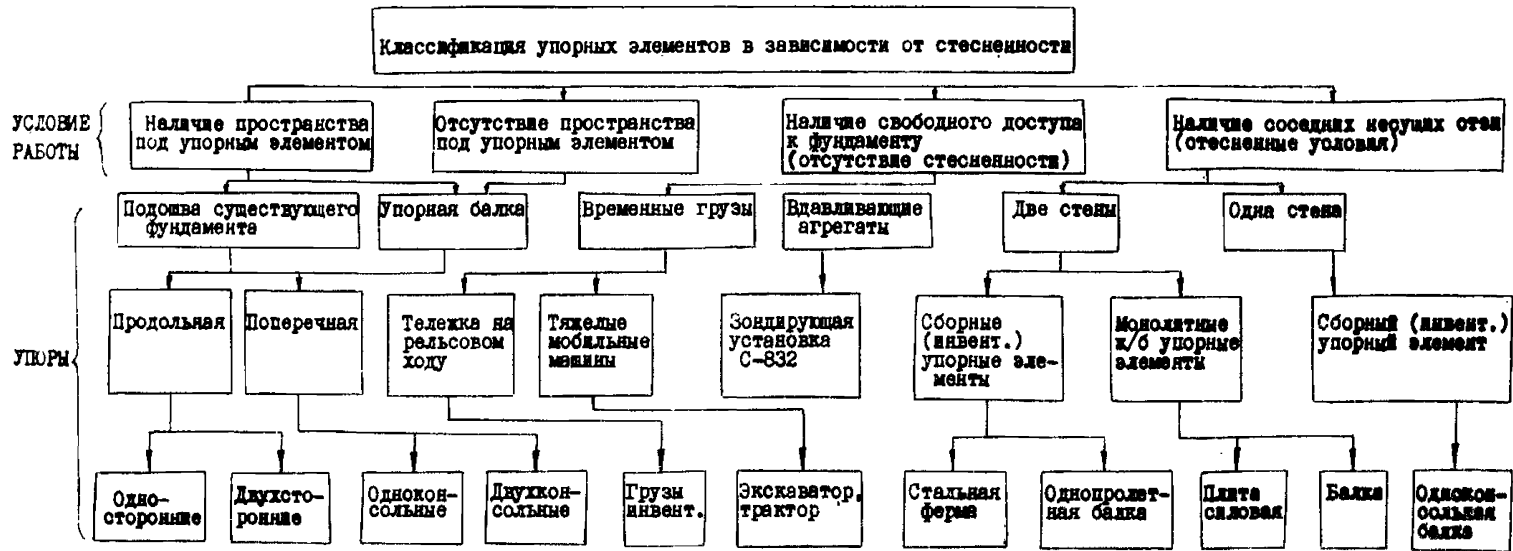 Классификация упорных элементов в зависимости от стесненности
УСЛОВИЕ
РАБОТЫ
Наличие пространства
под упорным элементом
Отсутствие пространства
под упорным элементом
Наличие свободного доступа
к фундаменту
(отсутствие стесненности)
Наличие соседних несущих стен
(стесненные условия)
УПОРЫ
Подошва существующего
фундамента
Упорная балка
Временные грузы
Вдавливающие
агрегаты
Две стены
Одна стена
Продольная
Поперечная
Тележка на
рельсовом
ходу
Тяжелые
мобильные
машины
Зондирующая
установка
С-832
Сборные
(инвент.)
упорные эле-
менты
Монолитные
ж/б упорные
элементы
Сборный (инвент.)
упорный элемент
Одно-
сторонние
Двухсто-
ронние
Однокон-
сольные
Двухкон-
сольные
Грузы
инвент.
Экскаватор,
трактор
Стальная
ферма
Однопролет-
ная балка
Плита
силовая
Балка
Однокон-
сольная
балка